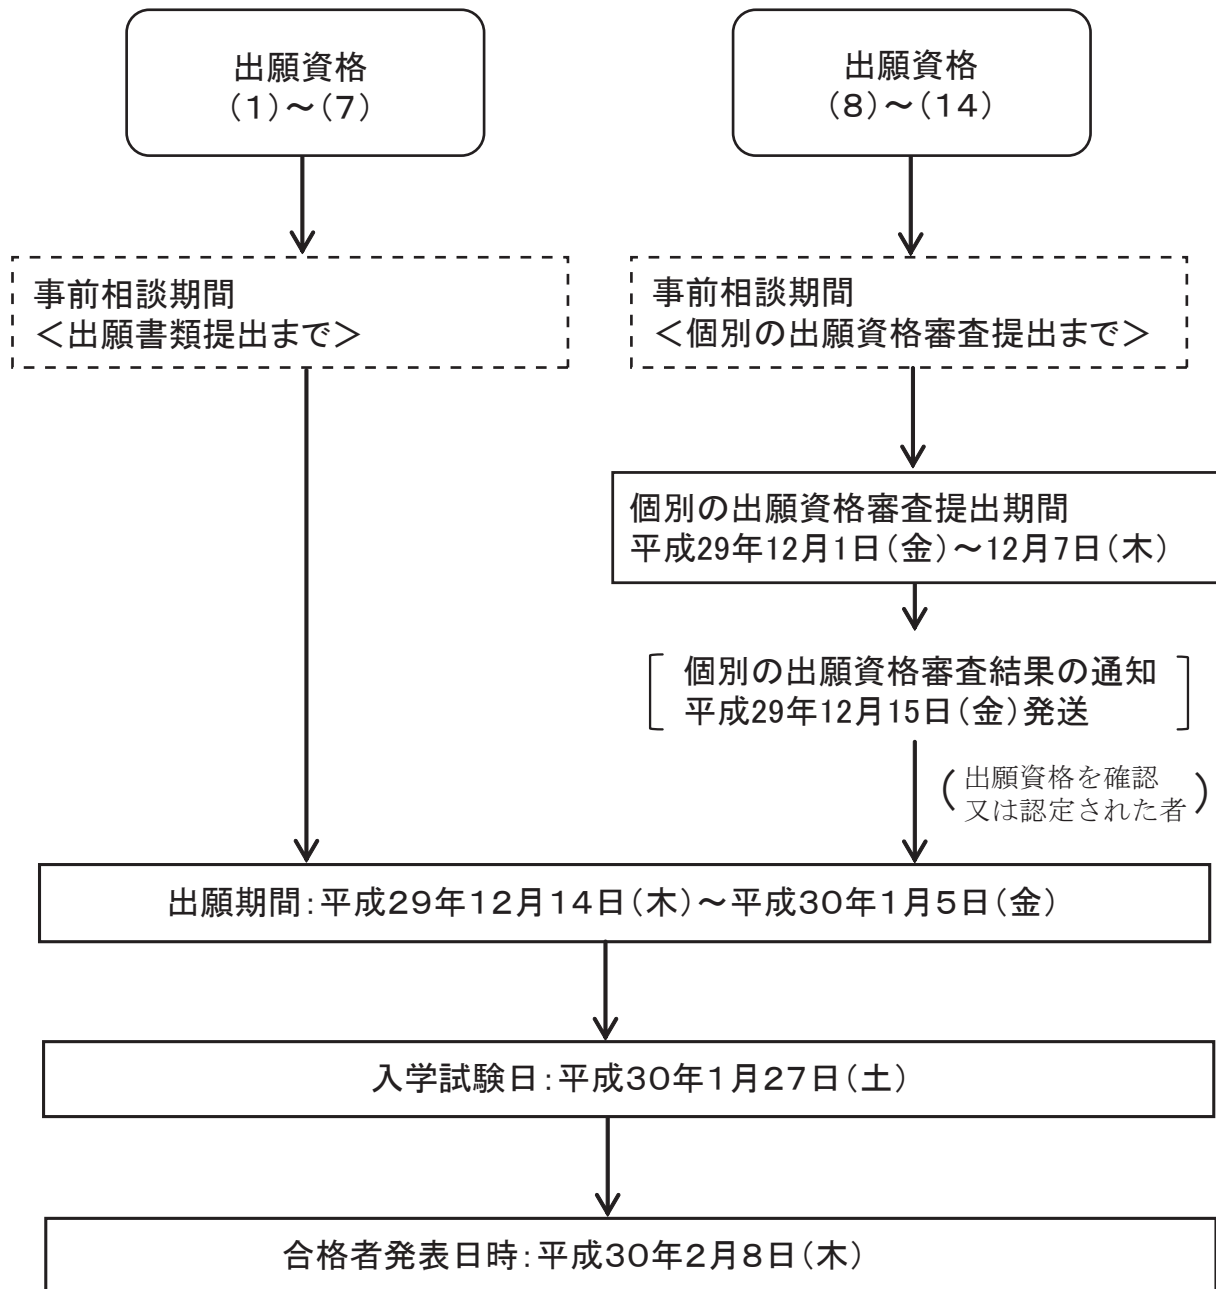 出願資格
(1)～(7)
出願資格
(8)～(14)
事前相談期間
＜出願書類提出まで＞
事前相談期間
＜個別の出願資格審査提出まで＞
個別の出願資格審査提出期間
平成29年12月1日(金)～12月7日(木)
個別の出願資格審査結果の通知
平成29年12月15日(金)発送
出願資格を確認
又は認定された者
出願期間：平成29年12月14日(木)～平成30年1月5日(金)
入学試験日：平成30年1月27日(土)
合格者発表日時：平成30年2月8日(木)